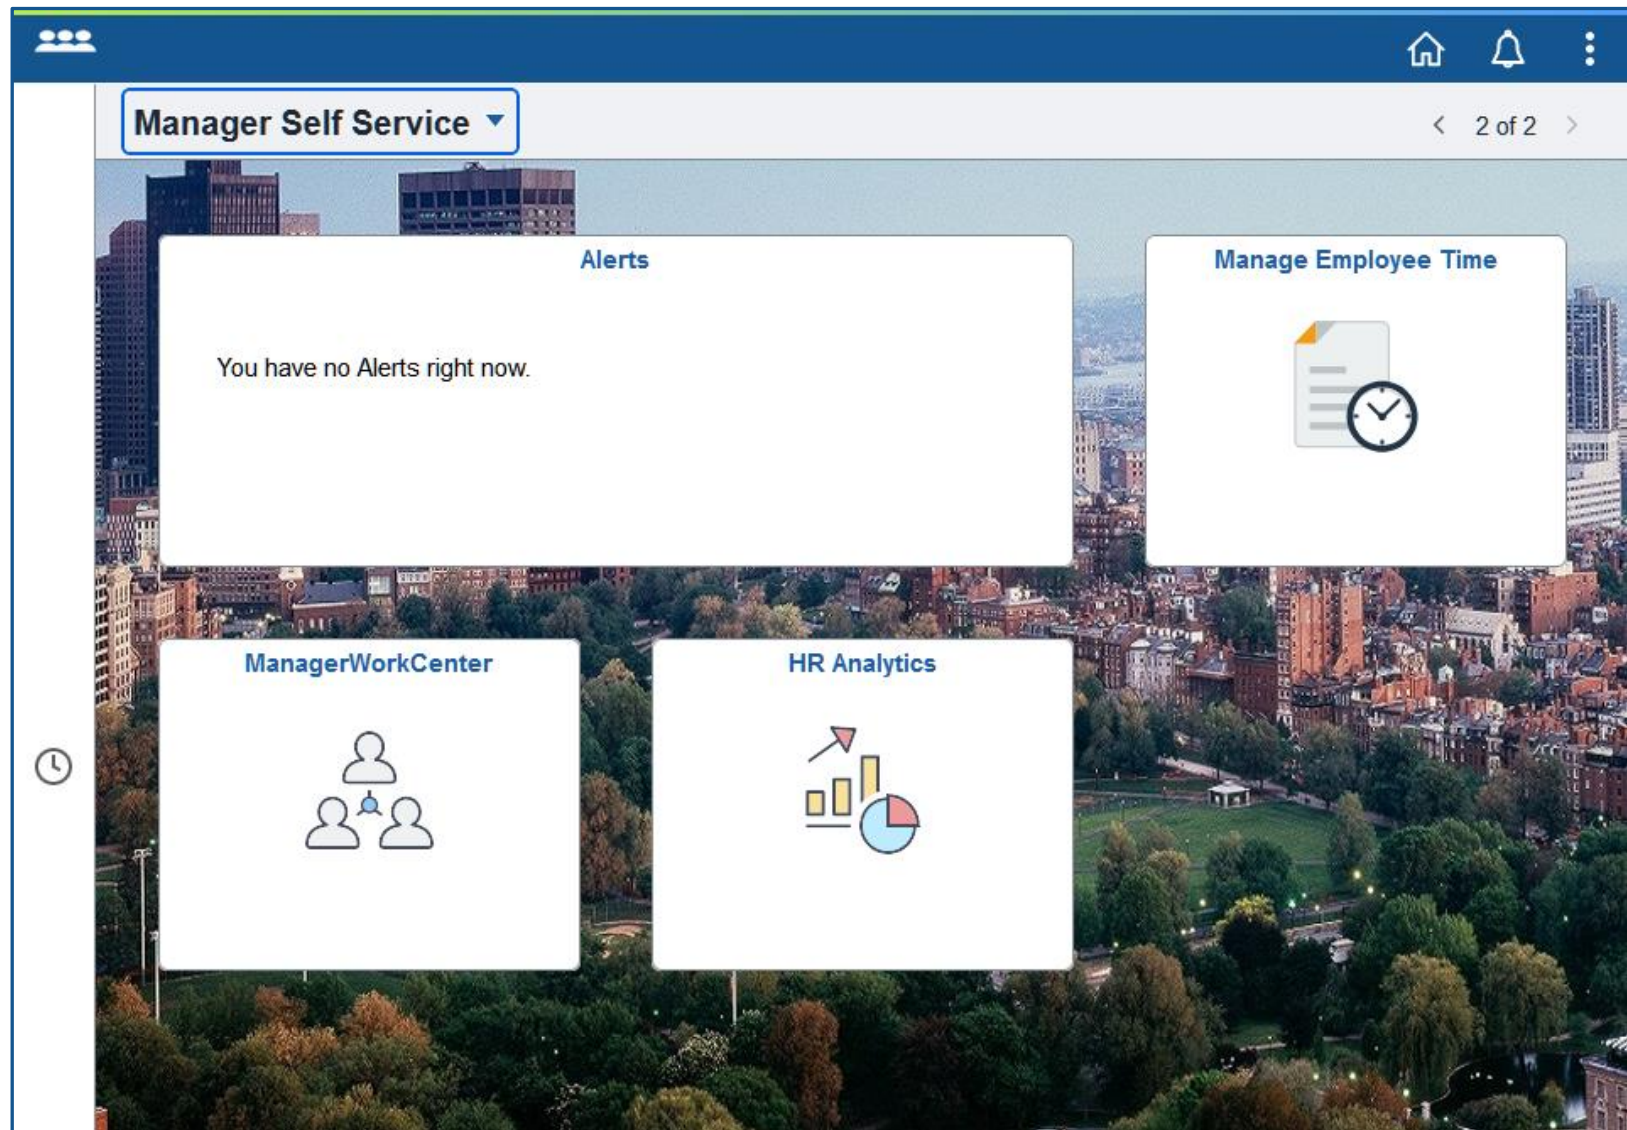 Manager Self Service
2 of 2
Alerts
Manage Employee Time
You have no Alerts right now.
ManagerWorkCenter
HR Analytics